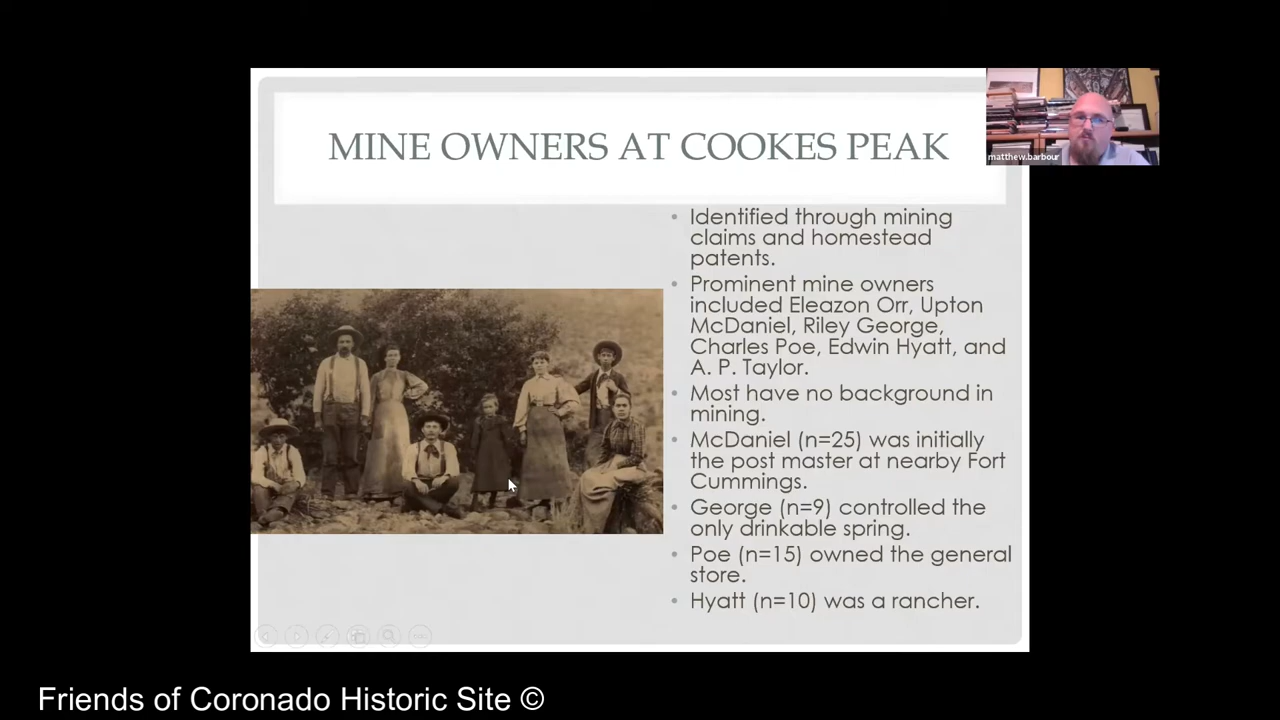 MINE OWNERS AT COOKES PEAK
matthew.barbour
• Identified through mining
claims and homestead
patents.
• Prominent mine owners
included Eleazon Orr, Upton
McDaniel, Riley George,
Charles Poe, Edwin Hyatt, and
A. P. Taylor.
• Most have no background in
mining.
• McDaniel (n=25) was initially
the post master at nearby Fort
Cummings.
• George (n=9) controlled the
only drinkable spring.
• Poe (n=15) owned the general
store.
• Hyatt (n=10) was a rancher.
Friends of Coronado Historic Site ©